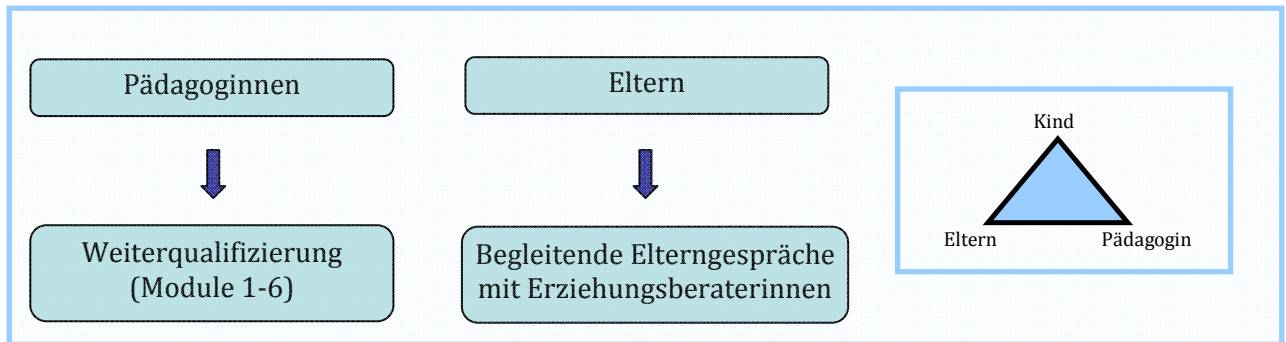 Pädagoginnen
Eltern
Weiterqualifizierung
(Module 1-6)
Begleitende Elterngespräche
mit Erziehungsberaterinnen
Kind
Eltern
Pädagogin